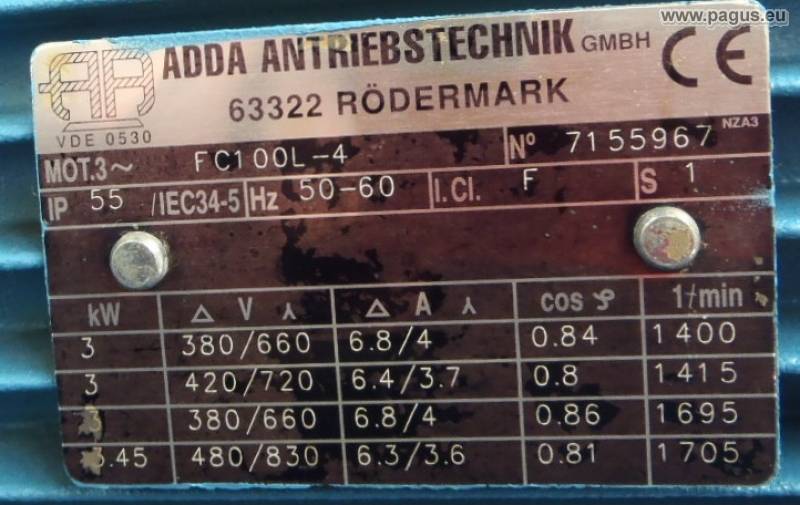 www.pagus.eu
ADDA ANTRIEBSTECHNIK GMBH
63322 RÖDERMARK
CE
VDE 0530
NZA3
MOT.3~ FC100L-4 Nº 7155967
IP 55 /IEC34-5 Hz 50-60 I.Cl. F S 1
kW △ V ⅄ △ A ⅄ cos φ 1/min
3 380/660 6.8/4 0.84 1400
3 420/720 6.4/3.7 0.8 1415
380/660 6.8/4 0.86 1695
3.45 480/830 6.3/3.6 0.81 1705